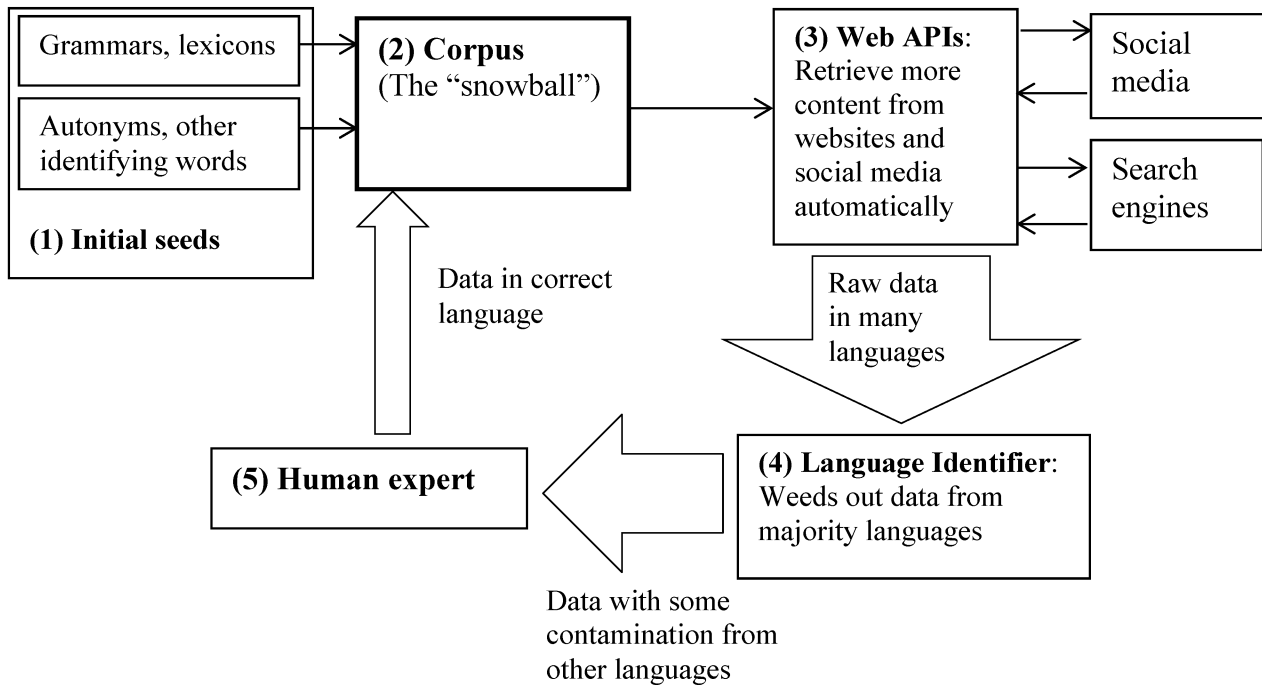 Grammars, lexicons
Autonyms, other
identifying words
(1) Initial seeds
(2) Corpus
(The “snowball”)
(3) Web APIs:
Retrieve more
content from
websites and
social media
automatically
Social
media
Search
engines
Raw data
in many
languages
(4) Language Identifier:
Weeds out data from
majority languages
Data with some
contamination from
other languages
(5) Human expert
Data in correct
language